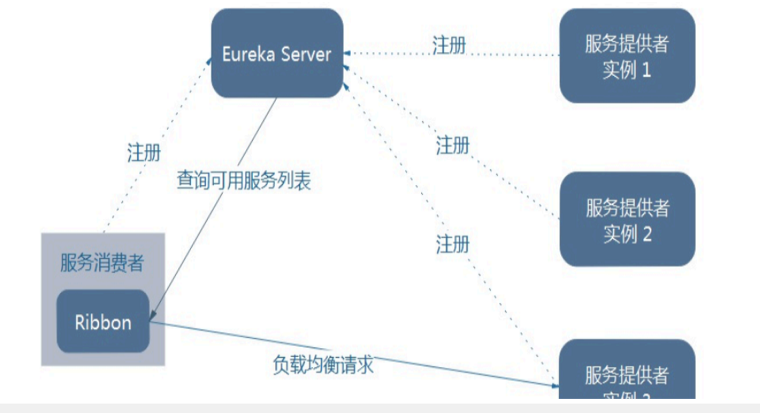 Eureka Server
注册
服务提供者
实例 1
注册
注册
查询可用服务列表
服务提供者
实例 2
注册
服务消费者
Ribbon
负载均衡请求
服务提供者